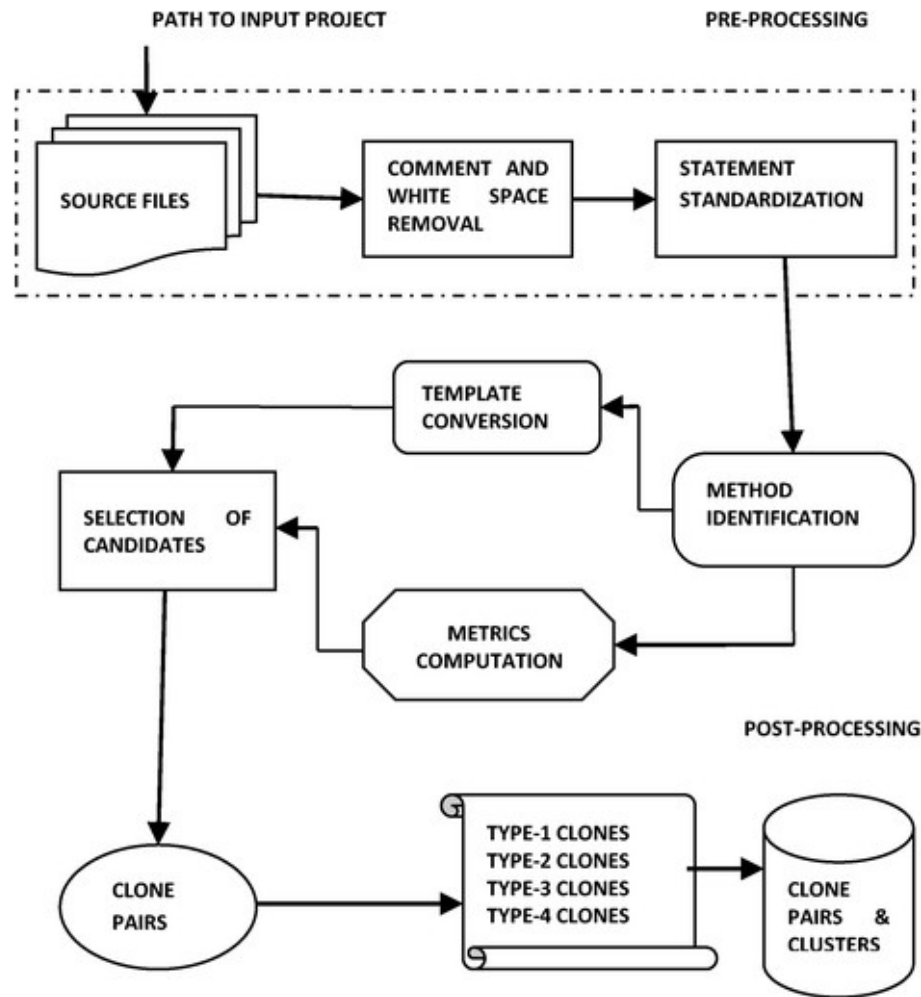 PATH TO INPUT PROJECT
PRE-PROCESSING
SOURCE FILES
COMMENT AND
WHITE SPACE
REMOVAL
STATEMENT
STANDARDIZATION
TEMPLATE
CONVERSION
METHOD
IDENTIFICATION
SELECTION OF
CANDIDATES
METRICS
COMPUTATION
POST-PROCESSING
CLONE
PAIRS
TYPE-1 CLONES
TYPE-2 CLONES
TYPE-3 CLONES
TYPE-4 CLONES
CLONE
PAIRS &
CLUSTERS